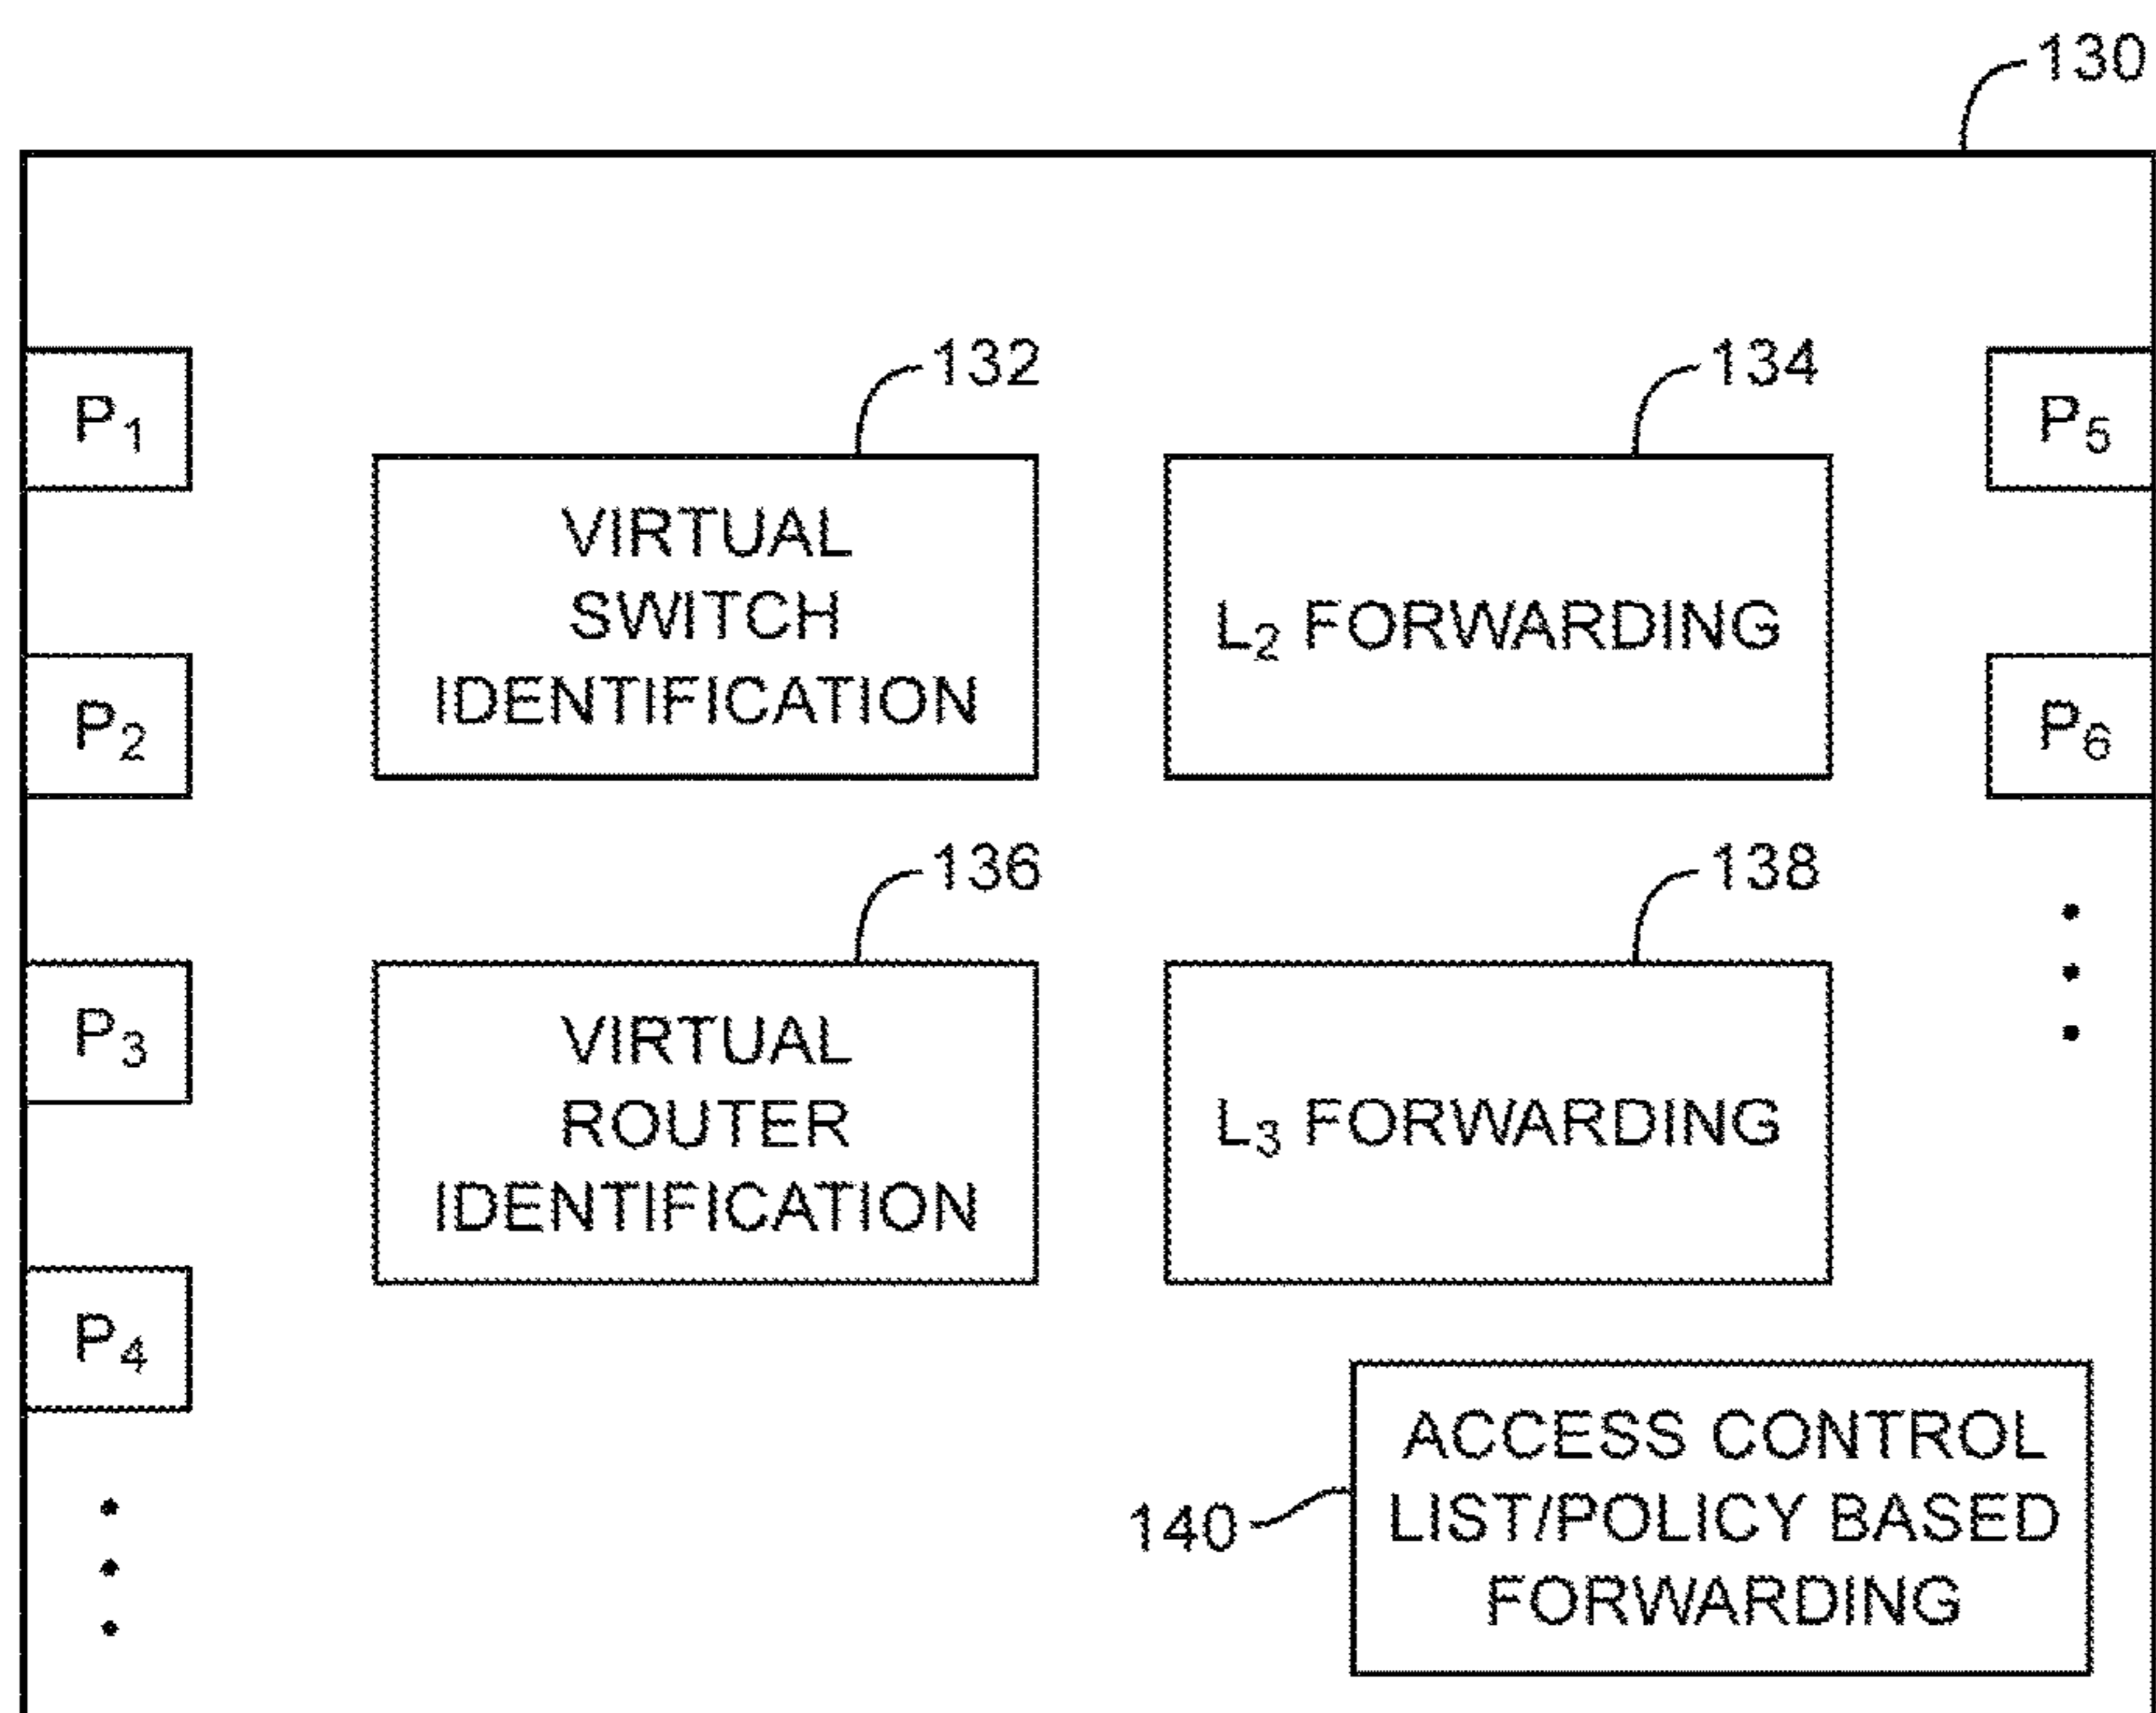 130
132
134
P1
P5
VIRTUAL
SWITCH
IDENTIFICATION
L2 FORWARDING
P2
P6
136
138
P3
VIRTUAL
ROUTER
IDENTIFICATION
L3 FORWARDING
P4
140
ACCESS CONTROL
LIST/POLICY BASED
FORWARDING